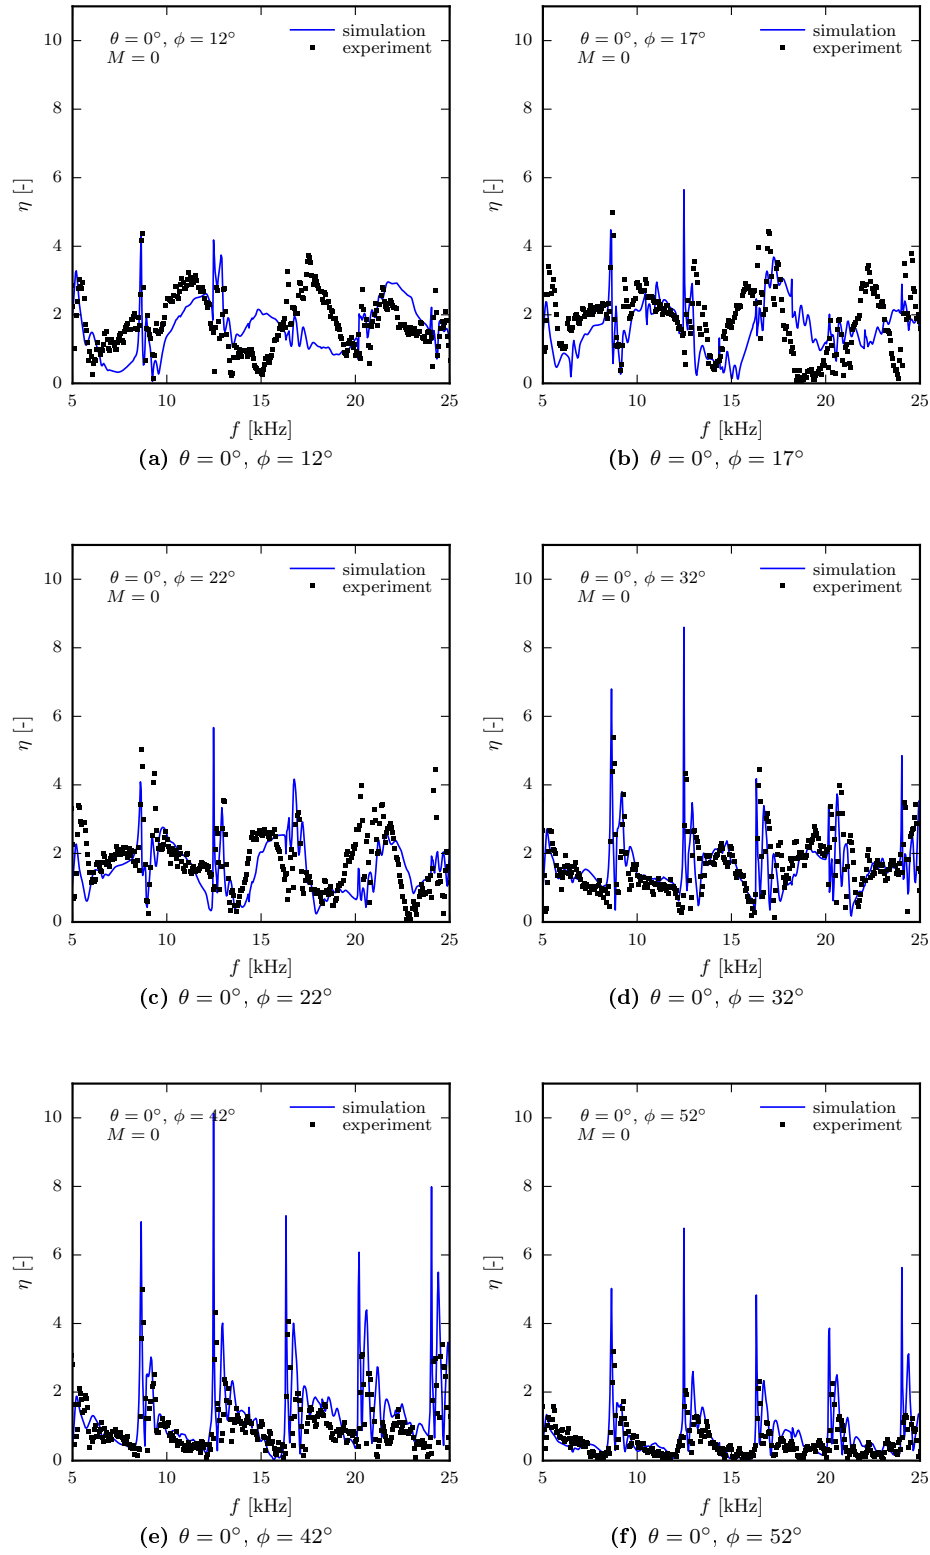 10
8
6
4
2
0
η [-]
θ = 0°, ϕ = 12°
M = 0
simulation
experiment
5 10 15 20 25
f [kHz]
(a) θ = 0°, ϕ = 12°
10
8
6
4
2
0
η [-]
θ = 0°, ϕ = 17°
M = 0
simulation
experiment
5 10 15 20 25
f [kHz]
(b) θ = 0°, ϕ = 17°
10
8
6
4
2
0
η [-]
θ = 0°, ϕ = 22°
M = 0
simulation
experiment
5 10 15 20 25
f [kHz]
(c) θ = 0°, ϕ = 22°
10
8
6
4
2
0
η [-]
θ = 0°, ϕ = 32°
M = 0
simulation
experiment
5 10 15 20 25
f [kHz]
(d) θ = 0°, ϕ = 32°
10
8
6
4
2
0
η [-]
θ = 0°, ϕ = 42°
M = 0
simulation
experiment
5 10 15 20 25
f [kHz]
(e) θ = 0°, ϕ = 42°
10
8
6
4
2
0
η [-]
θ = 0°, ϕ = 52°
M = 0
simulation
experiment
5 10 15 20 25
f [kHz]
(f) θ = 0°, ϕ = 52°